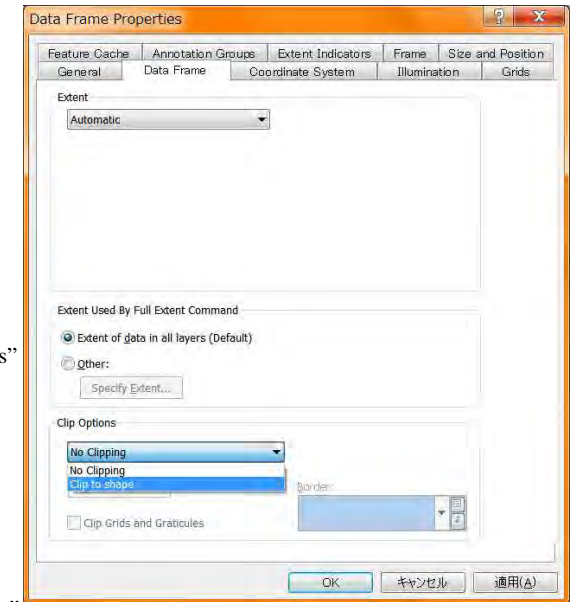 Data Frame Properties
Feature Cache Annotation Groups Extent Indicators Frame Size and Position
General Data Frame Coordinate System Illumination Grids
Extent
Automatic
Extent Used By Full Extent Command
Extent of data in all layers (Default)
s”
Other:
Specify Extent...
Clip Options
No Clipping
No Clipping
Clip to shape
Border:
Clip Grids and Graticules
OK キャンセル 適用(A)
”